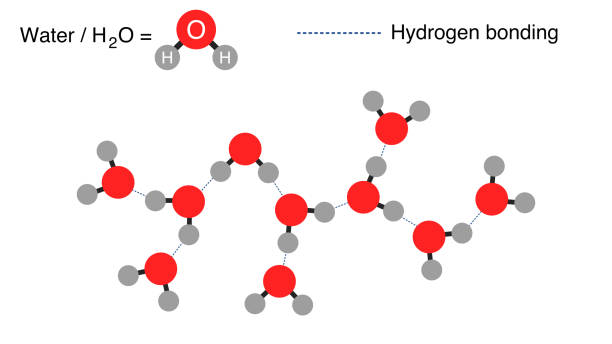 Water / H₂O =
O
H H
Hydrogen bonding